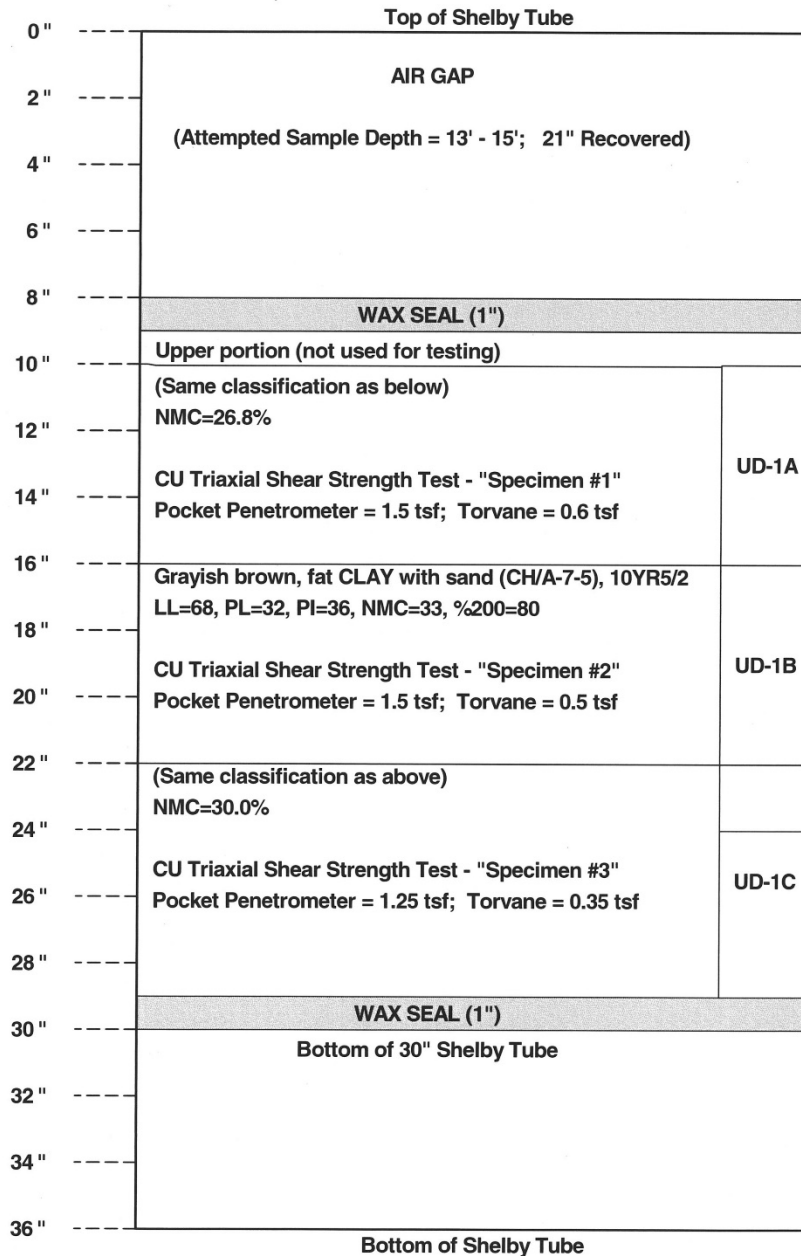 Top of Shelby Tube
0"
AIR GAP
2"
(Attempted Sample Depth = 13' - 15'; 21" Recovered)
4"
6"
8"
WAX SEAL (1")
Upper portion (not used for testing)
10"
(Same classification as below)
NMC=26.8%
12"
UD-1A
CU Triaxial Shear Strength Test - "Specimen #1"
14"
Pocket Penetrometer = 1.5 tsf; Torvane = 0.6 tsf
16"
Grayish brown, fat CLAY with sand (CH/A-7-5), 10YR5/2
LL=68, PL=32, PI=36, NMC=33, %200=80
18"
CU Triaxial Shear Strength Test - "Specimen #2"
UD-1B
20"
Pocket Penetrometer = 1.5 tsf; Torvane = 0.5 tsf
22"
(Same classification as above)
NMC=30.0%
24"
CU Triaxial Shear Strength Test - "Specimen #3"
UD-1C
26"
Pocket Penetrometer = 1.25 tsf; Torvane = 0.35 tsf
28"
WAX SEAL (1")
30"
Bottom of 30" Shelby Tube
32"
34"
36"
Bottom of Shelby Tube